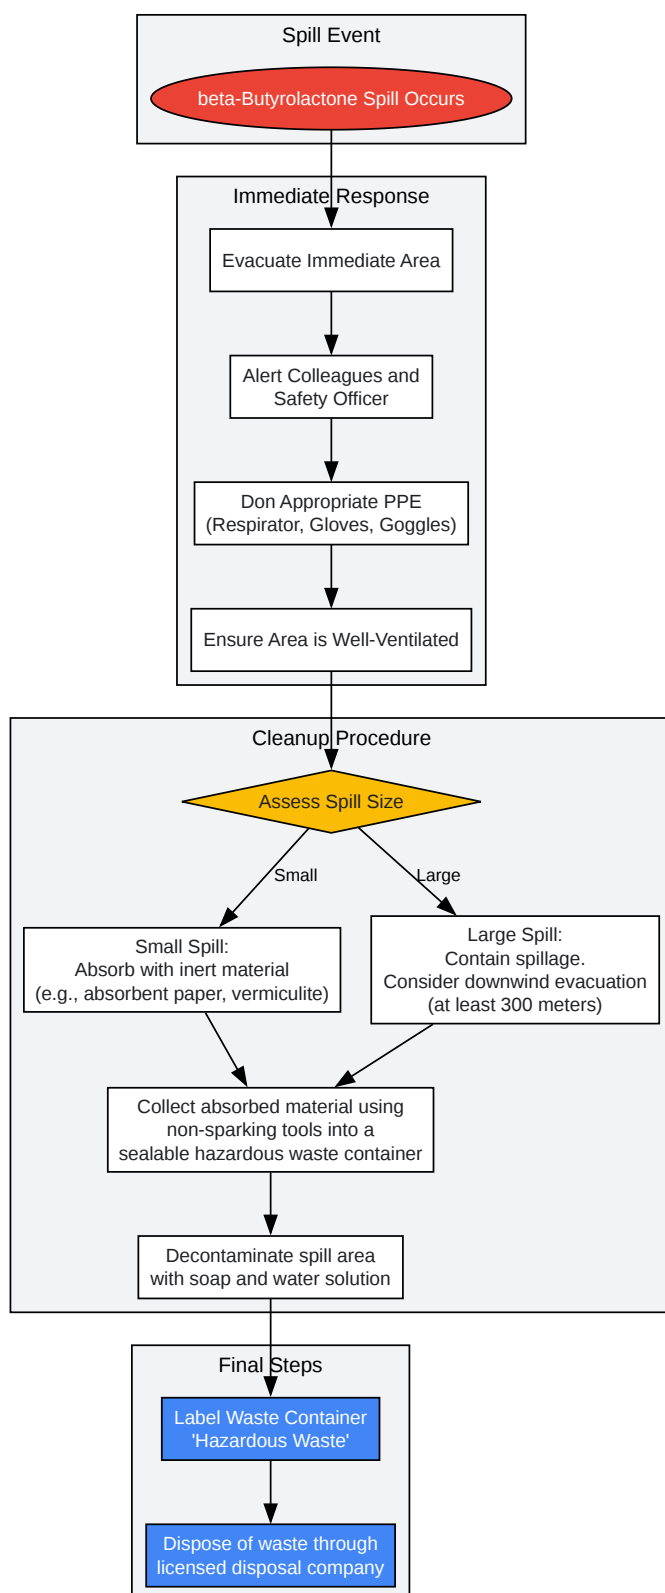 Spill Event
beta-Butyrolactone Spill Occurs
Immediate Response
Evacuate Immediate Area
Alert Colleagues and
Safety Officer
Don Appropriate PPE
(Respirator, Gloves, Goggles)
Ensure Area is Well-Ventilated
Cleanup Procedure
Assess Spill Size
Small
Large
Small Spill:
Absorb with inert material
(e.g., absorbent paper, vermiculite)
Large Spill:
Contain spillage.
Consider downwind evacuation
(at least 300 meters)
Collect absorbed material using
non-sparking tools into a
sealable hazardous waste container
Decontaminate spill area
with soap and water solution
Final Steps
Label Waste Container
'Hazardous Waste'
Dispose of waste through
licensed disposal company